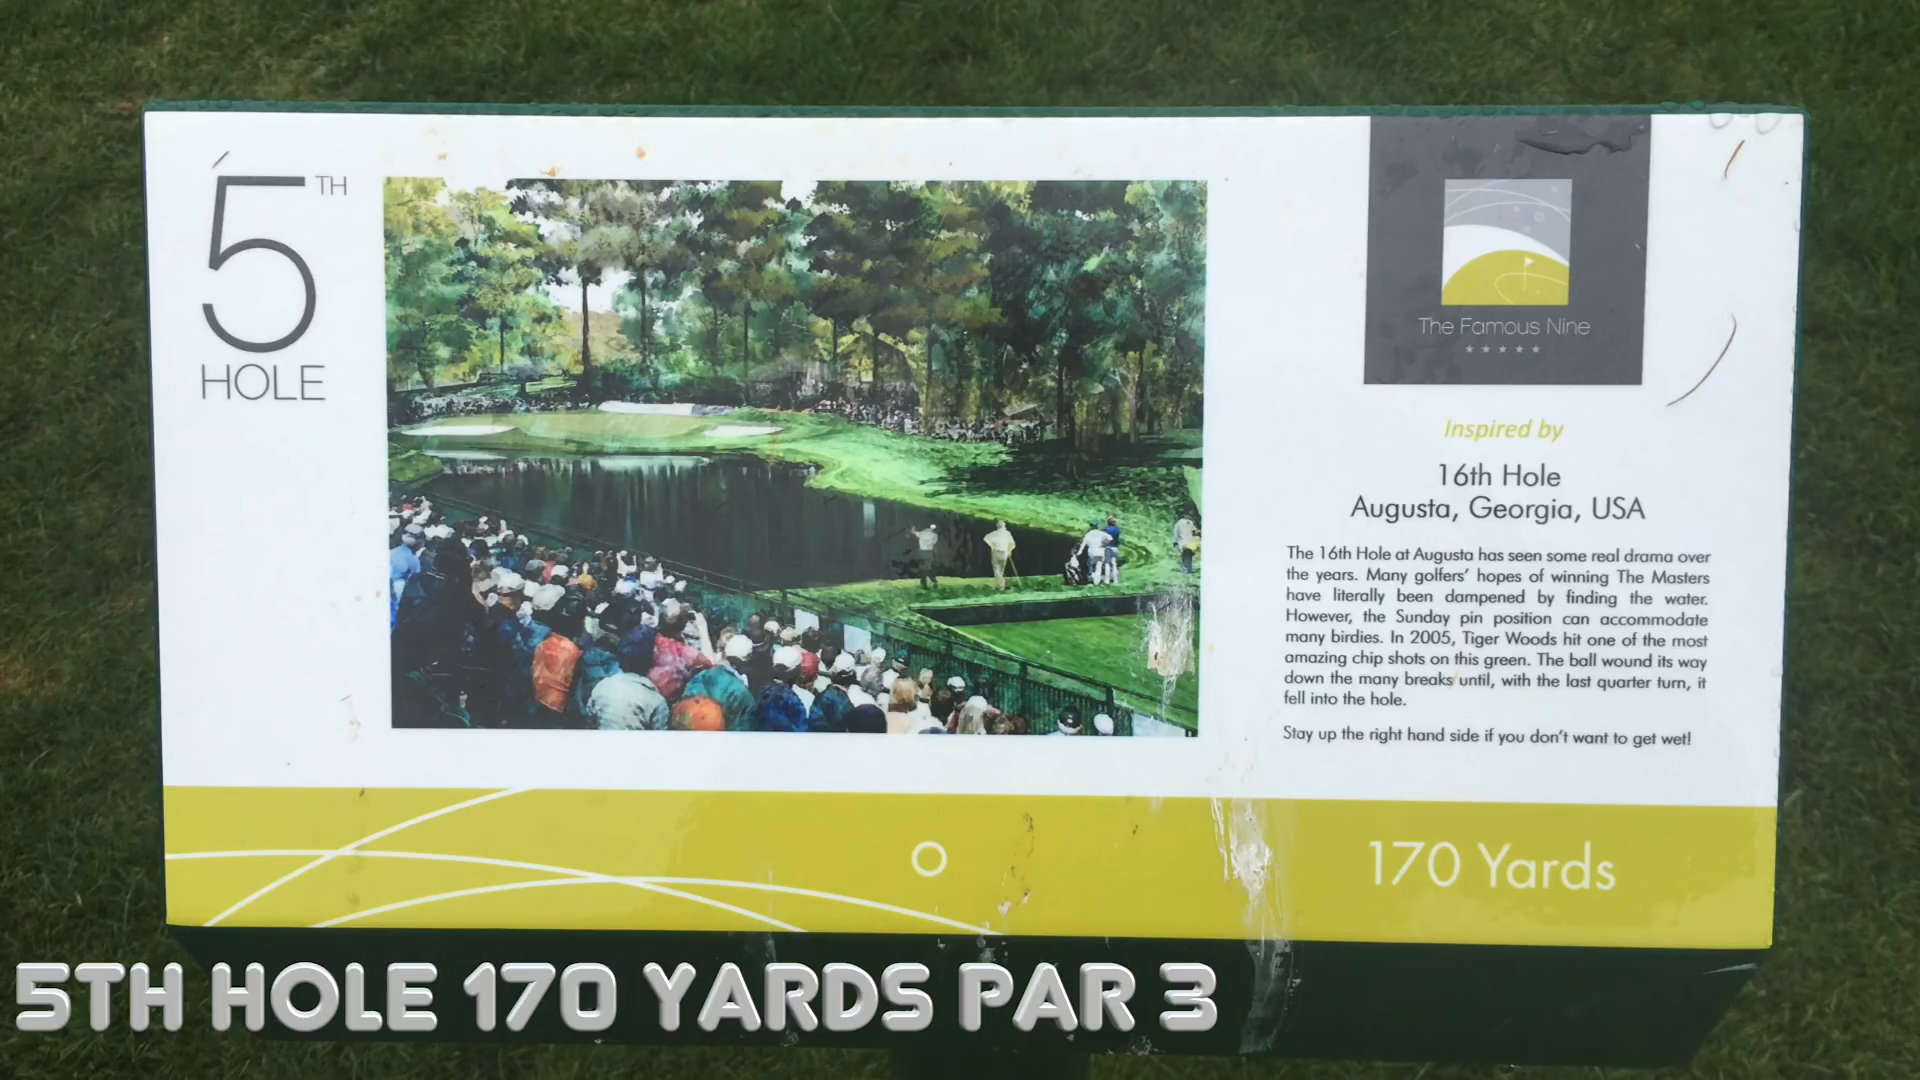 5TH
HOLE
The Famous Nine
Inspired by
16th Hole
Augusta, Georgia, USA
The 16th Hole at Augusta has seen some real drama over
the years. Many golfers' hopes of winning The Masters
have literally been dampened by finding the water.
However, the Sunday pin position can accommodate
many birdies. In 2005, Tiger Woods hit one of the most
amazing chip shots on this green. The ball wound its way
down the many breaks until, with the last quarter turn, it
fell into the hole.
Stay up the right hand side if you don't want to get wet!
170 Yards
5TH HOLE 170 YARDS PAR 3